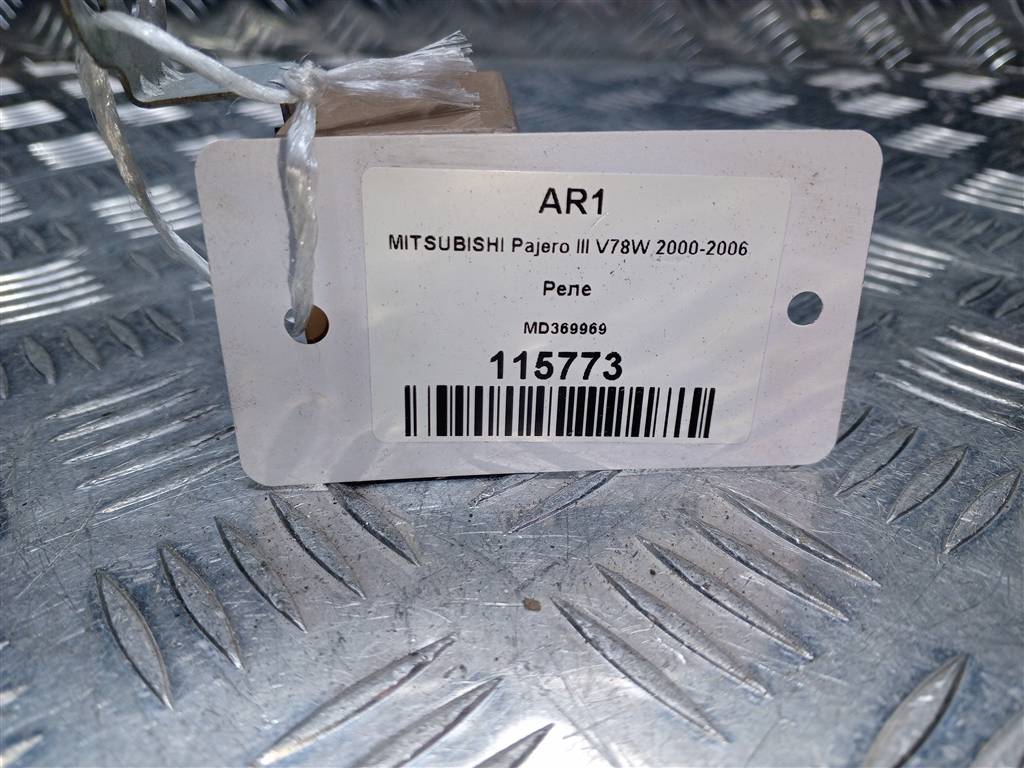 AR1
MITSUBISHI Pajero III V78W 2000-2006
Реле
MD369969
115773